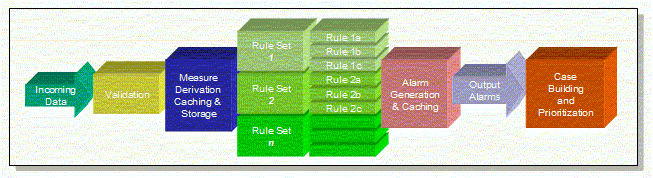 Incoming
Data
Validation
Measure
Derivation
Caching &
Storage
Rule Set
1
Rule Set
2
Rule Set
n
Rule 1a
Rule 1b
Rule 1c
Rule 2a
Rule 2b
Rule 2c
Alarm
Generation
& Caching
Output
Alarms
Case
Building
and
Prioritization